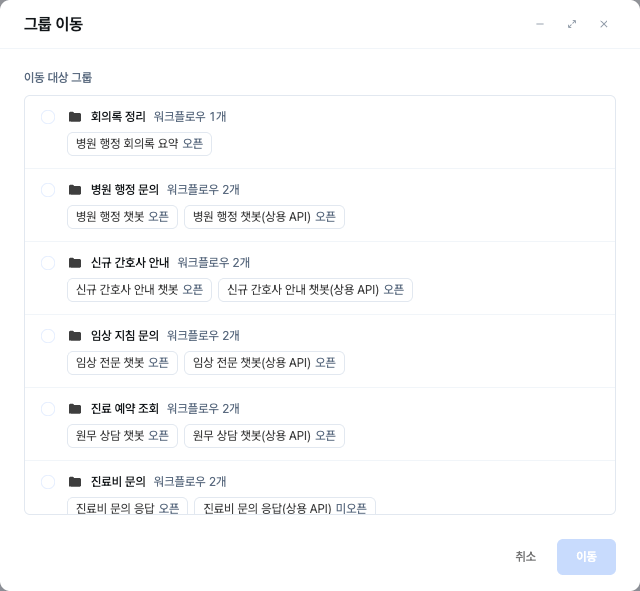 그룹 이동
이동 대상 그룹
회의록 정리 워크플로우 1개
병원 행정 회의록 요약 오픈
병원 행정 문의 워크플로우 2개
병원 행정 챗봇 오픈 병원 행정 챗봇(상용 API) 오픈
신규 간호사 안내 워크플로우 2개
신규 간호사 안내 챗봇 오픈 신규 간호사 안내 챗봇(상용 API) 오픈
임상 지침 문의 워크플로우 2개
임상 전문 챗봇 오픈 임상 전문 챗봇(상용 API) 오픈
진료 예약 조회 워크플로우 2개
원무 상담 챗봇 오픈 원무 상담 챗봇(상용 API) 오픈
진료비 문의 워크플로우 2개
진료비 문의 응답 오픈 진료비 문의 응답(상용 API) 미오픈
취소 이동